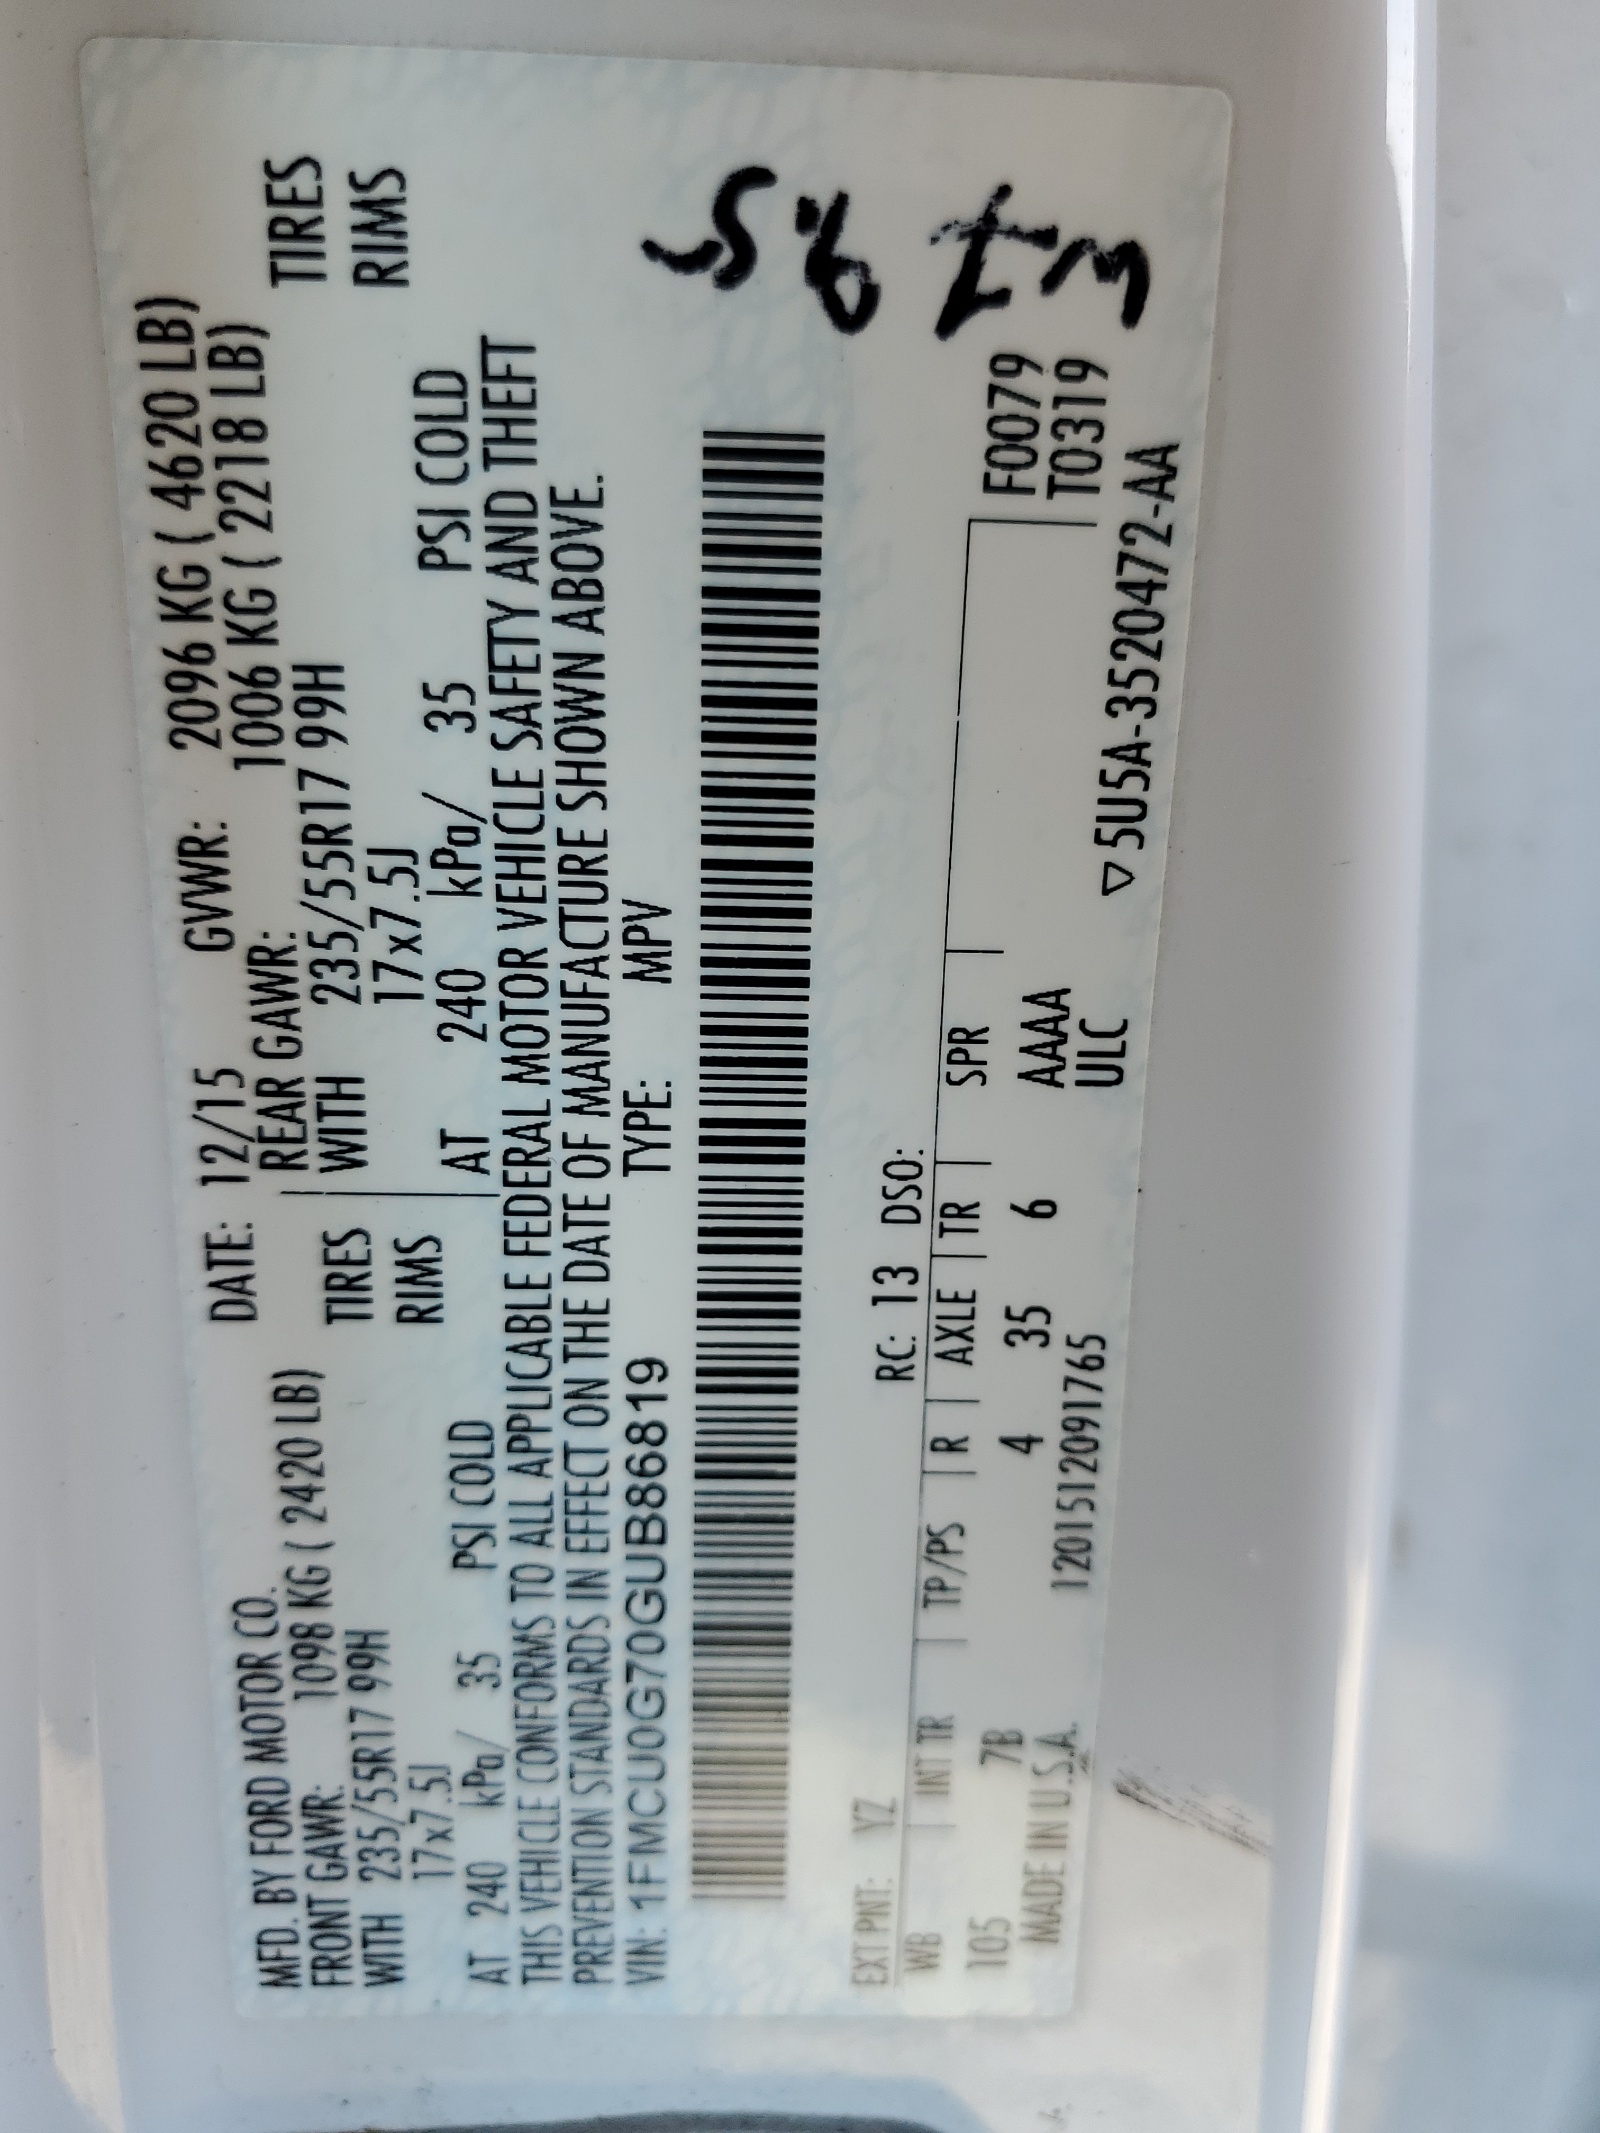 MFD. BY FORD MOTOR CO. DATE: 12/15 GVWR: 2096 KG ( 4620 LB)
FRONT GAWR: 1098 KG ( 2420 LB) REAR GAWR: 1006 KG ( 2218 LB)
WITH 235/55R17 99H TIRES WITH 235/55R17 99H TIRES
17x7.5J RIMS 17x7.5J RIMS
AT 240 kPa/ 35 PSI COLD AT 240 kPa/ 35 PSI COLD
THIS VEHICLE CONFORMS TO ALL APPLICABLE FEDERAL MOTOR VEHICLE SAFETY AND THEFT
PREVENTION STANDARDS IN EFFECT ON THE DATE OF MANUFACTURE SHOWN ABOVE.
VIN: 1FMCU0G70GUB86819 TYPE: MPV
EXT PNT: YZ RC: 13 DSO:
WB INT TR TP/PS R AXLE TR SPR F0079
105 7B 4 35 6 AAAA T0319
MADE IN U.S.A. 1201512091765 ULC ▽5U5A-3520472-AA